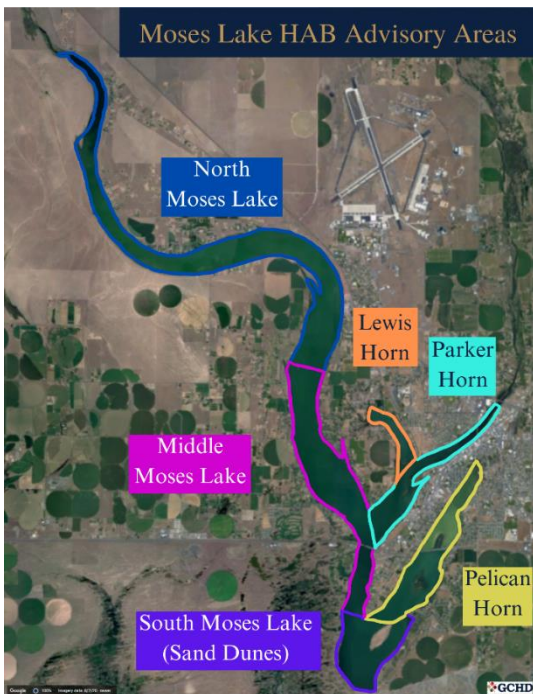 Moses Lake HAB Advisory Areas
North
Moses Lake
Lewis
Horn
Parker
Horn
Middle
Moses Lake
Pelican
Horn
South Moses Lake
(Sand Dunes)
Google
100%
GCHD